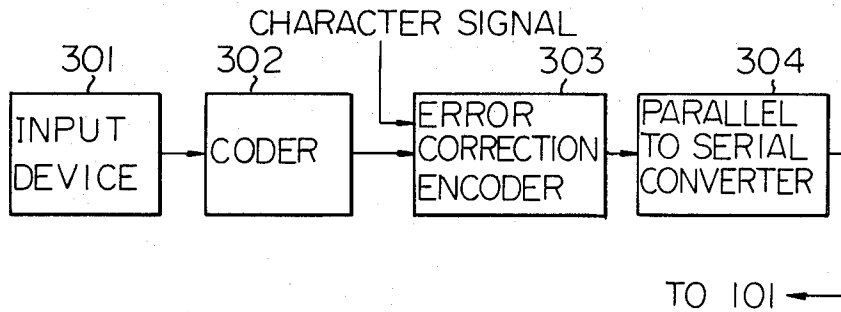 CHARACTER SIGNAL
301
302
303
304
INPUT
DEVICE
CODER
ERROR
CORRECTION
ENCODER
PARALLEL
TO SERIAL
CONVERTER
TO 101